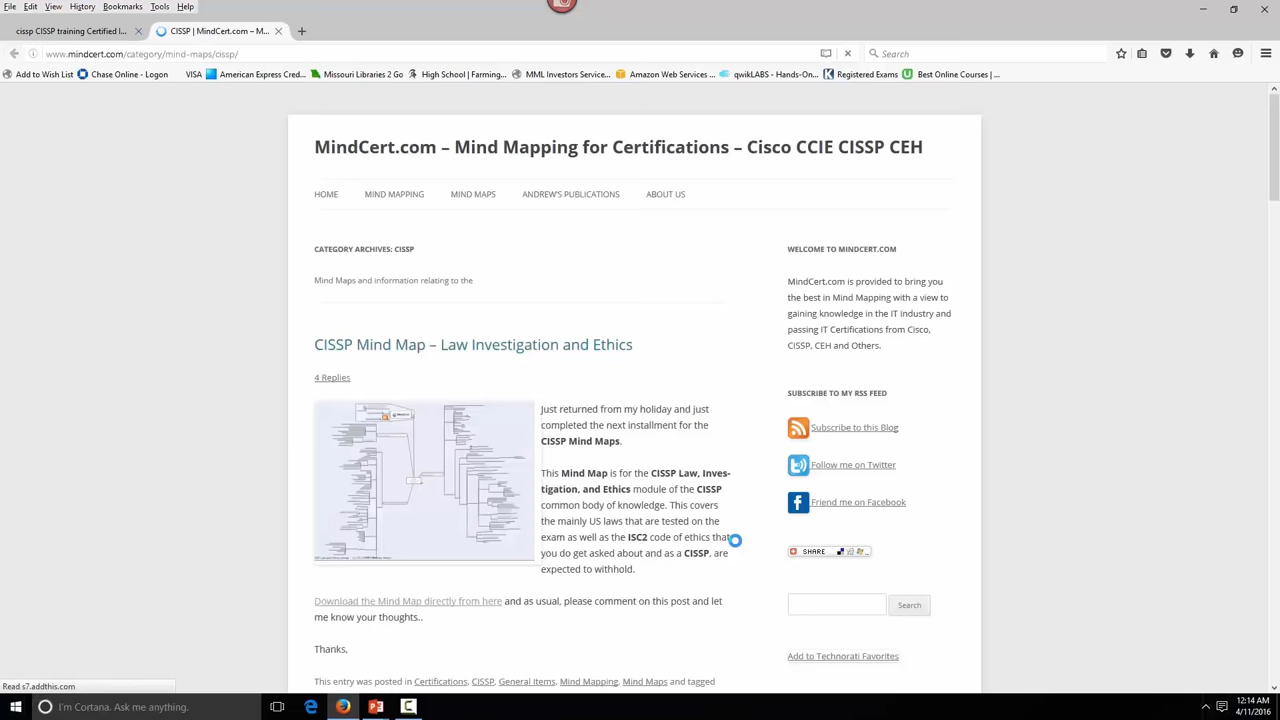 File Edit View History Bookmarks Tools Help
cissp CISSP training Certified I... CISSP | MindCert.com – M...
www.mindcert.com/category/mind-maps/cissp/ Search
Add to Wish List Chase Online - Logon VISA American Express Cred... Missouri Libraries 2 Go High School | Farming... MML Investors Service... Amazon Web Services ... qwikLABS - Hands-On... Registered Exams Best Online Courses | ...
MindCert.com – Mind Mapping for Certifications – Cisco CCIE CISSP CEH
HOME MIND MAPPING MIND MAPS ANDREW'S PUBLICATIONS ABOUT US
CATEGORY ARCHIVES: CISSP
Mind Maps and information relating to the
CISSP Mind Map – Law Investigation and Ethics
4 Replies
Just returned from my holiday and just
completed the next installment for the
CISSP Mind Maps.
This Mind Map is for the CISSP Law, Inves-
tigation, and Ethics module of the CISSP
common body of knowledge. This covers
the mainly US laws that are tested on the
exam as well as the ISC2 code of ethics that
you do get asked about and as a CISSP, are
expected to withhold.
Download the Mind Map directly from here and as usual, please comment on this post and let
me know your thoughts..
Thanks,
This entry was posted in Certifications, CISSP, General Items, Mind Mapping, Mind Maps and tagged
WELCOME TO MINDCERT.COM
MindCert.com is provided to bring you
the best in Mind Mapping with a view to
gaining knowledge in the IT industry and
passing IT Certifications from Cisco,
CISSP, CEH and Others.
SUBSCRIBE TO MY RSS FEED
Subscribe to this Blog
Follow me on Twitter
Friend me on Facebook
SHARE
Search
Add to Technorati Favorites
Read s7.addthis.com
I'm Cortana. Ask me anything.
12:14 AM
4/11/2016